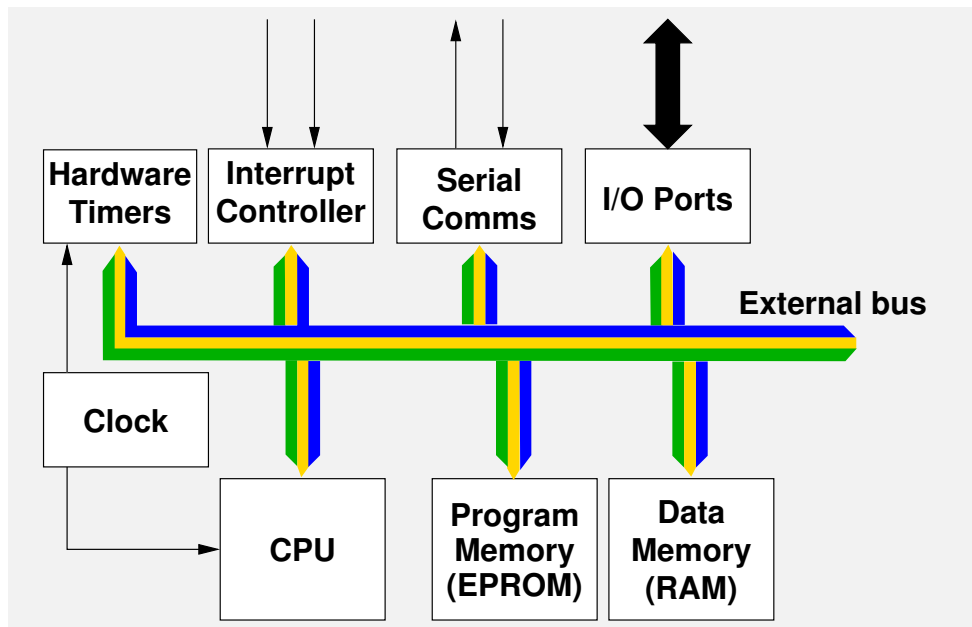 Hardware
Timers
Interrupt
Controller
Serial
Comms
I/O Ports
External bus
Clock
CPU
Program
Memory
(EPROM)
Data
Memory
(RAM)